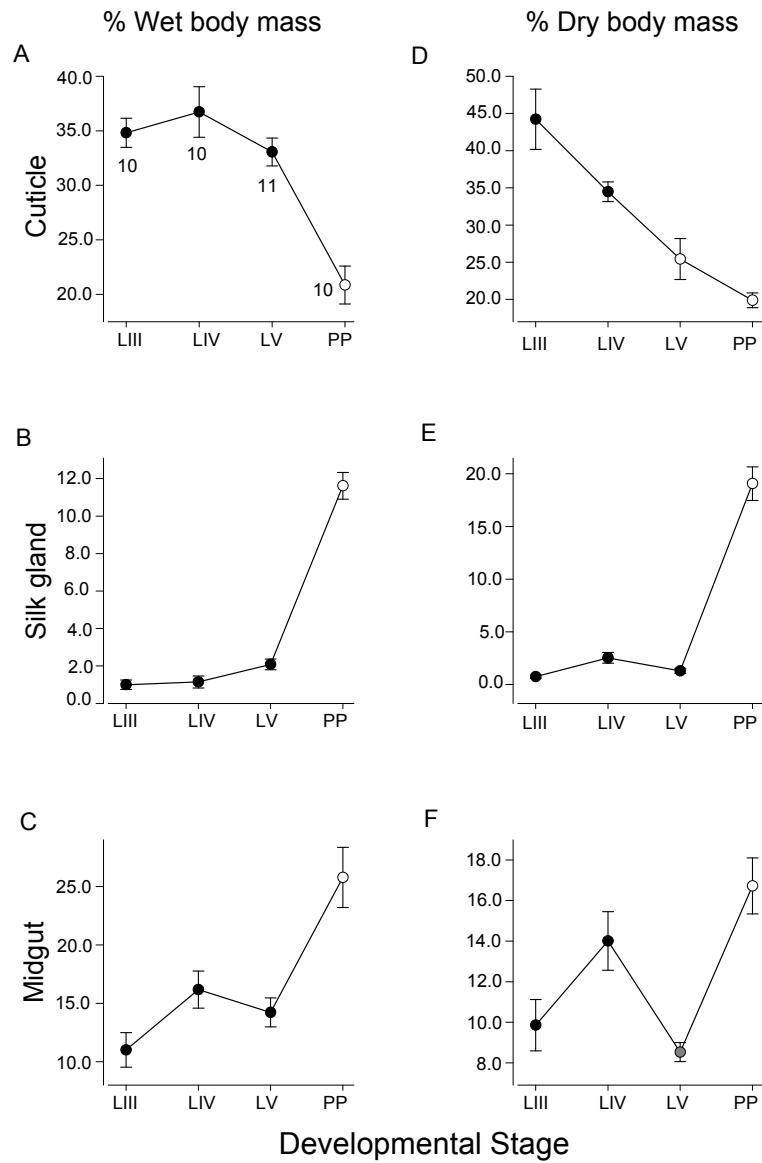 % Wet body mass
% Dry body mass
A
Cuticle
40.0
35.0
30.0
25.0
20.0
10
10
11
10
LIII
LIV
LV
PP
D
50.0
45.0
40.0
35.0
30.0
25.0
20.0
LIII
LIV
LV
PP
B
Silk gland
12.0
10.0
8.0
6.0
4.0
2.0
0.0
LIII
LIV
LV
PP
E
20.0
15.0
10.0
5.0
0.0
LIII
LIV
LV
PP
C
Midgut
25.0
20.0
15.0
10.0
LIII
LIV
LV
PP
F
18.0
16.0
14.0
12.0
10.0
8.0
LIII
LIV
LV
PP
Developmental Stage